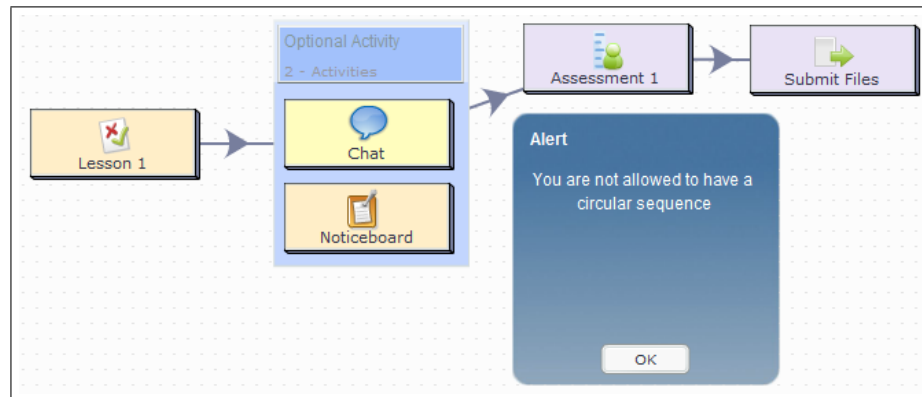 Optional Activity
2 - Activities
Lesson 1
Chat
Noticeboard
Assessment 1
Submit Files
Alert
You are not allowed to have a
circular sequence
OK